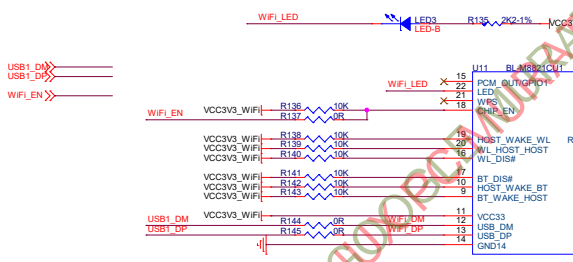 WiFi_LED
LED3
LED-B
R135
2K2-1%
VCC3
USB1_DM
USB1_DP
WiFi_EN
U11
BL-M8821CU1
WiFi_LED
15
PCM_OUT/GPIO1
22
LED
21
WPS
18
CHIP_EN
VCC3V3_WiFi
R136
10K
WiFi_EN
R137
0R
VCC3V3_WiFi
R138
10K
19
HOST_WAKE_WL
R
VCC3V3_WiFi
R139
10K
20
WL_HOST_HOST
VCC3V3_WiFi
R140
10K
16
WL_DIS#
VCC3V3_WiFi
R141
10K
17
BT_DIS#
VCC3V3_WiFi
R142
10K
10
HOST_WAKE_BT
VCC3V3_WiFi
R143
10K
9
BT_WAKE_HOST
VCC3V3_WiFi
11
VCC33
USB1_DM
R144
0R
WiFi_DM
12
USB_DM
USB1_DP
R145
0R
WiFi_DP
13
USB_DP
14
GND14